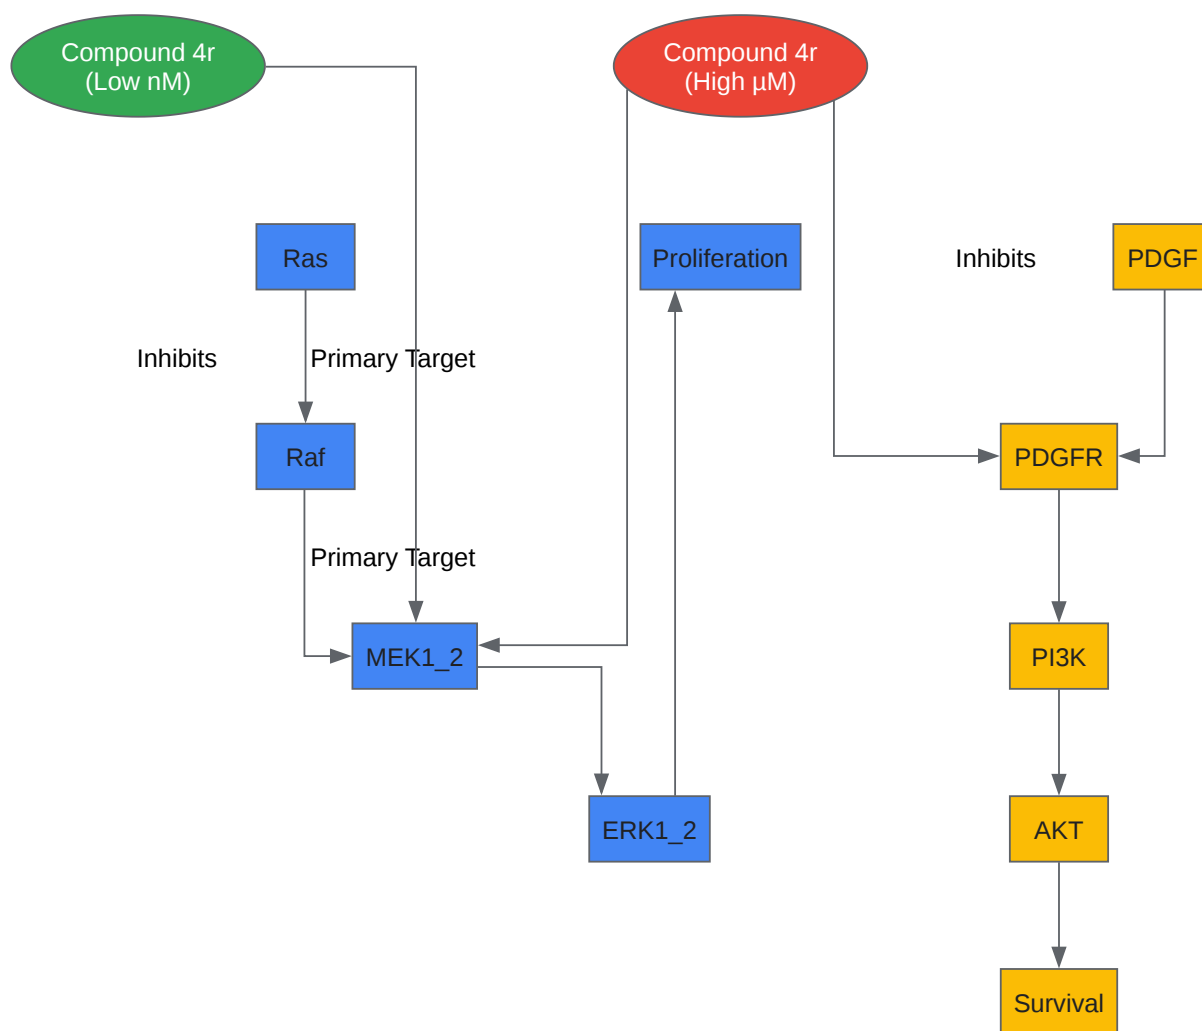 Compound 4r
(Low nM)
Compound 4r
(High µM)
Ras
Proliferation
Inhibits
PDGF
Inhibits
Primary Target
Raf
PDGFR
Primary Target
MEK1_2
PI3K
ERK1_2
AKT
Survival